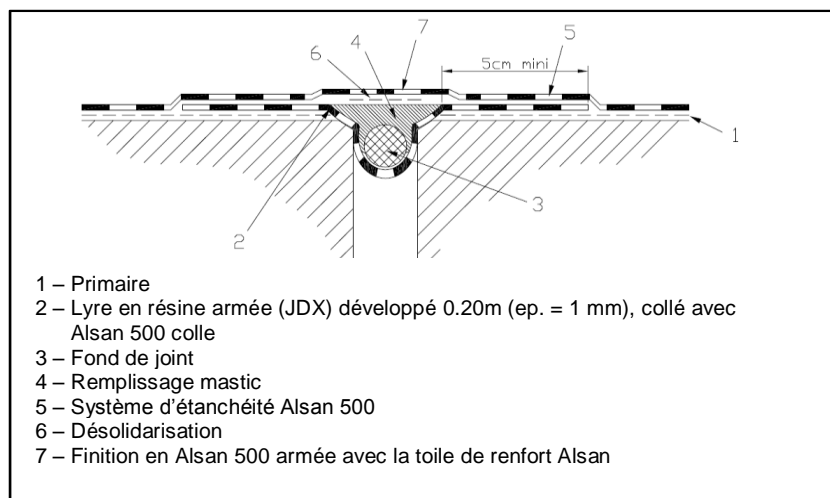 7
6
4
5
5cm mini
1
2
3
1 – Primaire
2 – Lyre en résine armée (JDX) développé 0.20m (ep. = 1 mm), collé avec
Alsan 500 colle
3 – Fond de joint
4 – Remplissage mastic
5 – Système d'étanchéité Alsan 500
6 – Désolidarisation
7 – Finition en Alsan 500 armée avec la toile de renfort Alsan